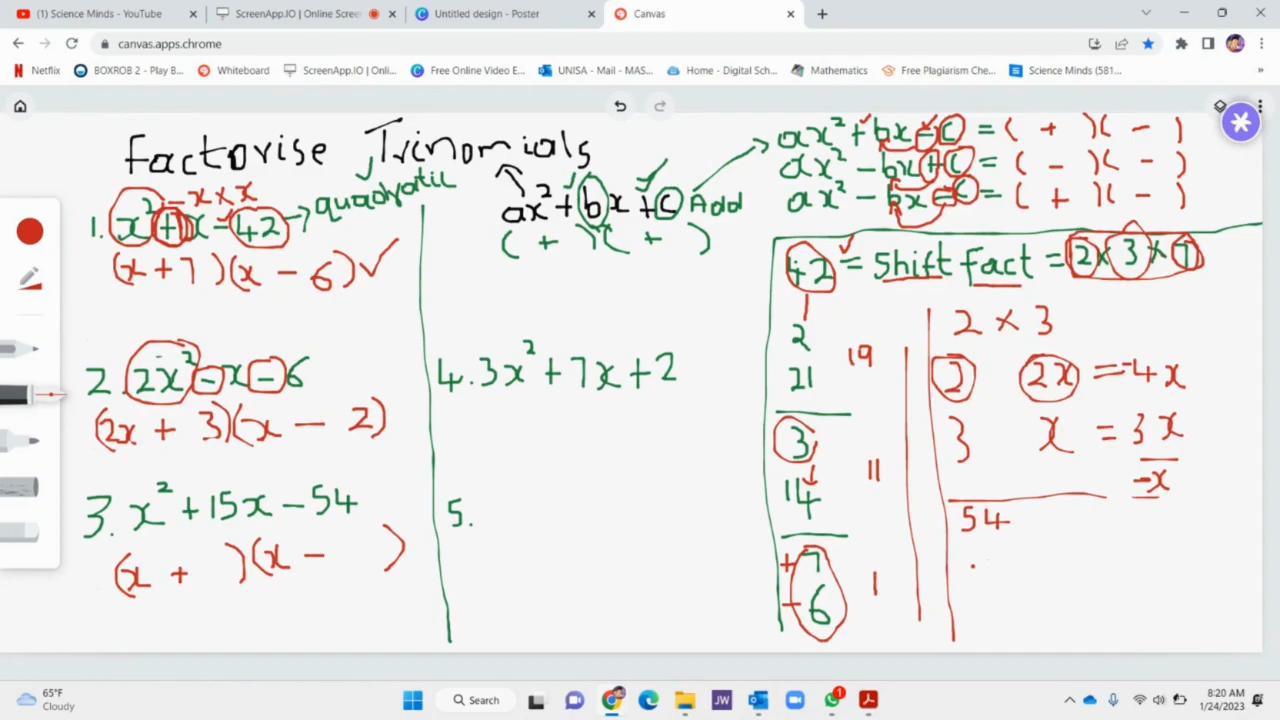 (1) Science Minds - YouTube
ScreenApp.IO | Online Scree
Untitled design - Poster
Canvas
canvas.apps.chrome
Netflix
BOXROB 2 - Play B...
Whiteboard
ScreenApp.IO | Onli...
Free Online Video E...
UNISA - Mail - MAS...
Home - Digital Sch...
Mathematics
Free Plagiarism Che...
Science Minds (581...
»
Factorise Trinomials
quadratic
ax² + bx + c Add
( + )( + )
ax² + bx - c = ( + )( - )
ax² - bx + c = ( - )( - )
ax² - bx - c = ( + )( - )
- x × x
1. x² + x - 42
(x + 7)(x - 6) ✓
2. 2x² - x - 6
(2x + 3)(x - 2)
3. x² + 15x - 54
(x + )(x - )
4. 3x² + 7x + 2
5.
42 = Shift fact = 2 × 3 × 7
2
21
19
3
14
11
+ 7
- 6
1
2 × 3
2 2x = -4x
3 x = 3x
-x
54
65°F
Cloudy
Search
JW
1
8:20 AM
1/24/2023